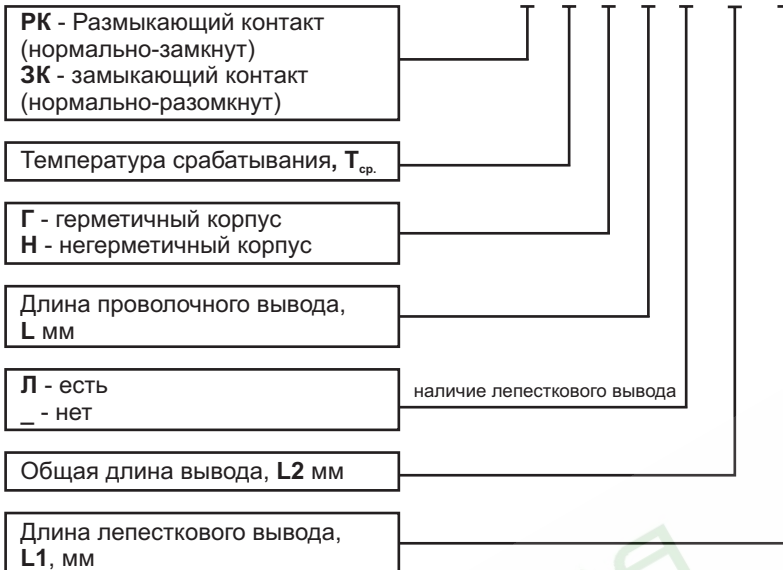 РК - Размыкающий контакт
(нормально-замкнут)
ЗК - замыкающий контакт
(нормально-разомкнут)
Температура срабатывания, Тср.
Г - герметичный корпус
Н - негерметичный корпус
Длина проволочного вывода,
L мм
Л - есть
_ - нет
наличие лепесткового вывода
Общая длина вывода, L2 мм
Длина лепесткового вывода,
L1, мм